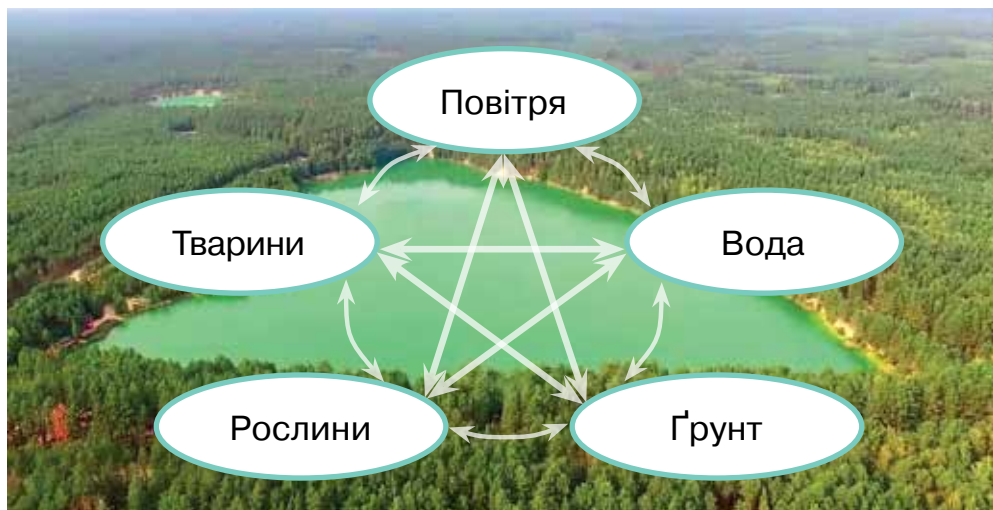 Повітря
Тварини
Вода
Рослини
Ґрунт